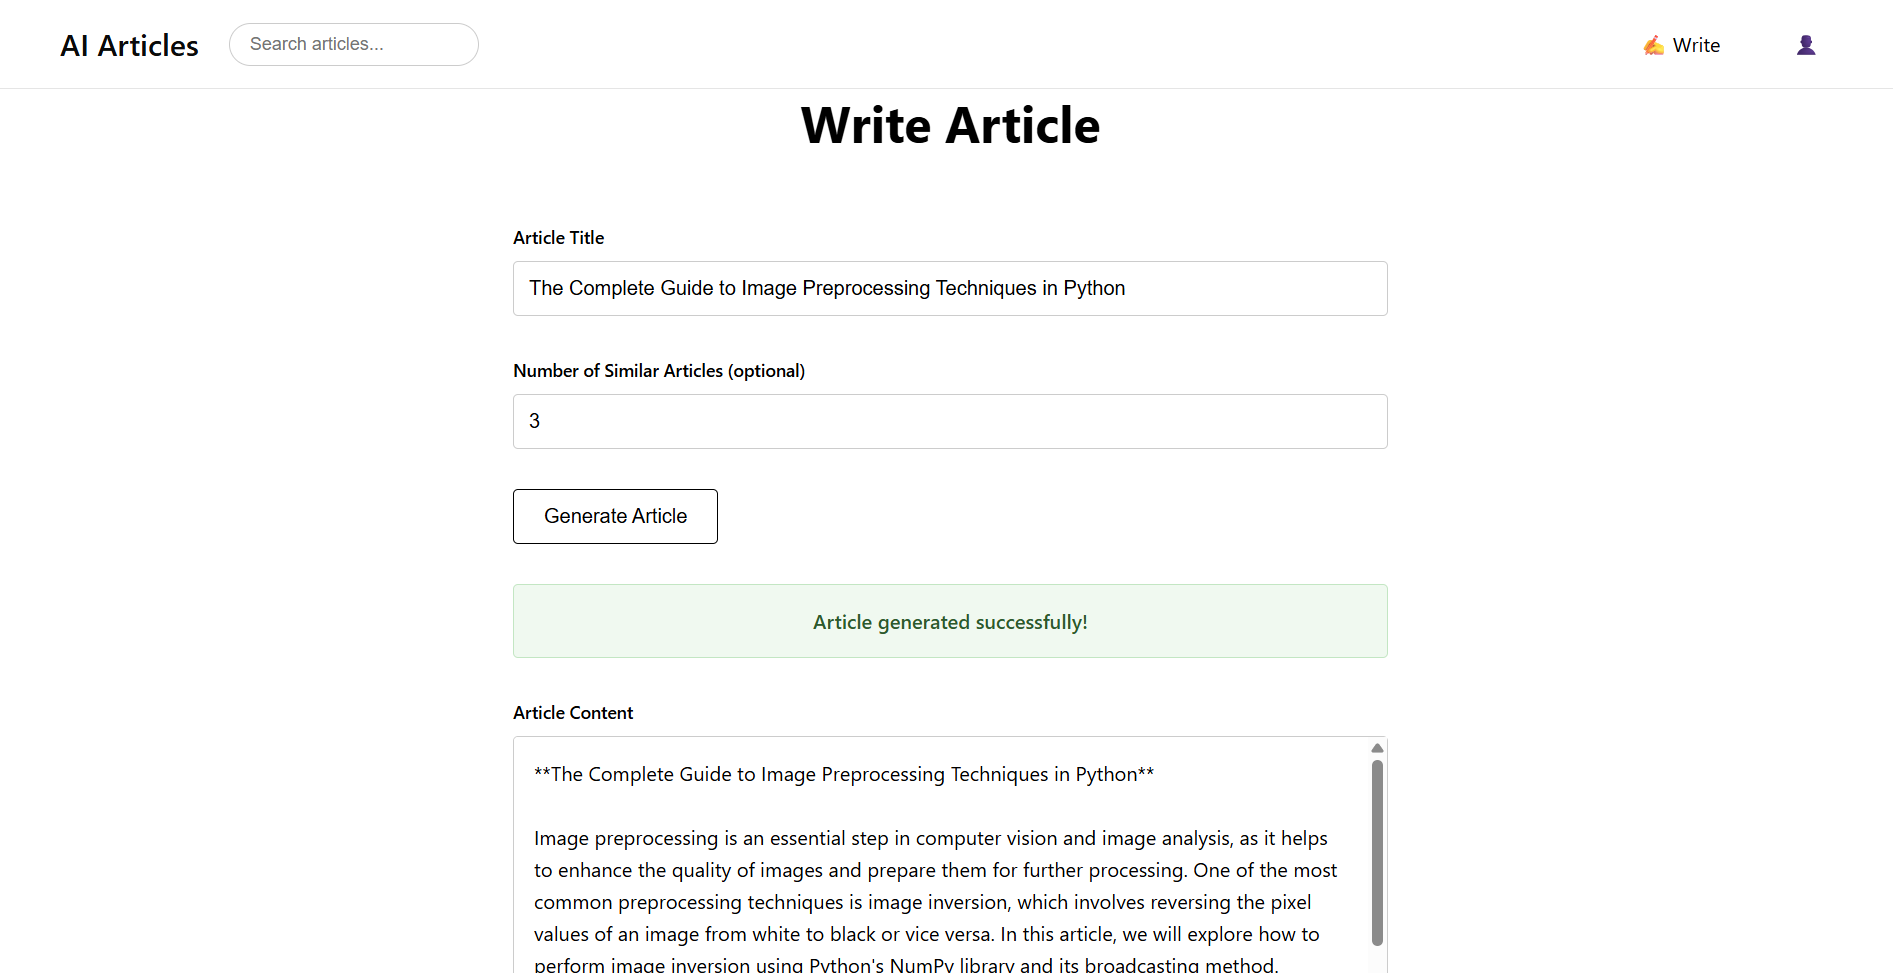 AI Articles
Search articles...
Write
Write Article
Article Title
The Complete Guide to Image Preprocessing Techniques in Python
Number of Similar Articles (optional)
3
Generate Article
Article generated successfully!
Article Content
**The Complete Guide to Image Preprocessing Techniques in Python**
Image preprocessing is an essential step in computer vision and image analysis, as it helps
to enhance the quality of images and prepare them for further processing. One of the most
common preprocessing techniques is image inversion, which involves reversing the pixel
values of an image from white to black or vice versa. In this article, we will explore how to
perform image inversion using Python's NumPy library and its broadcasting method.